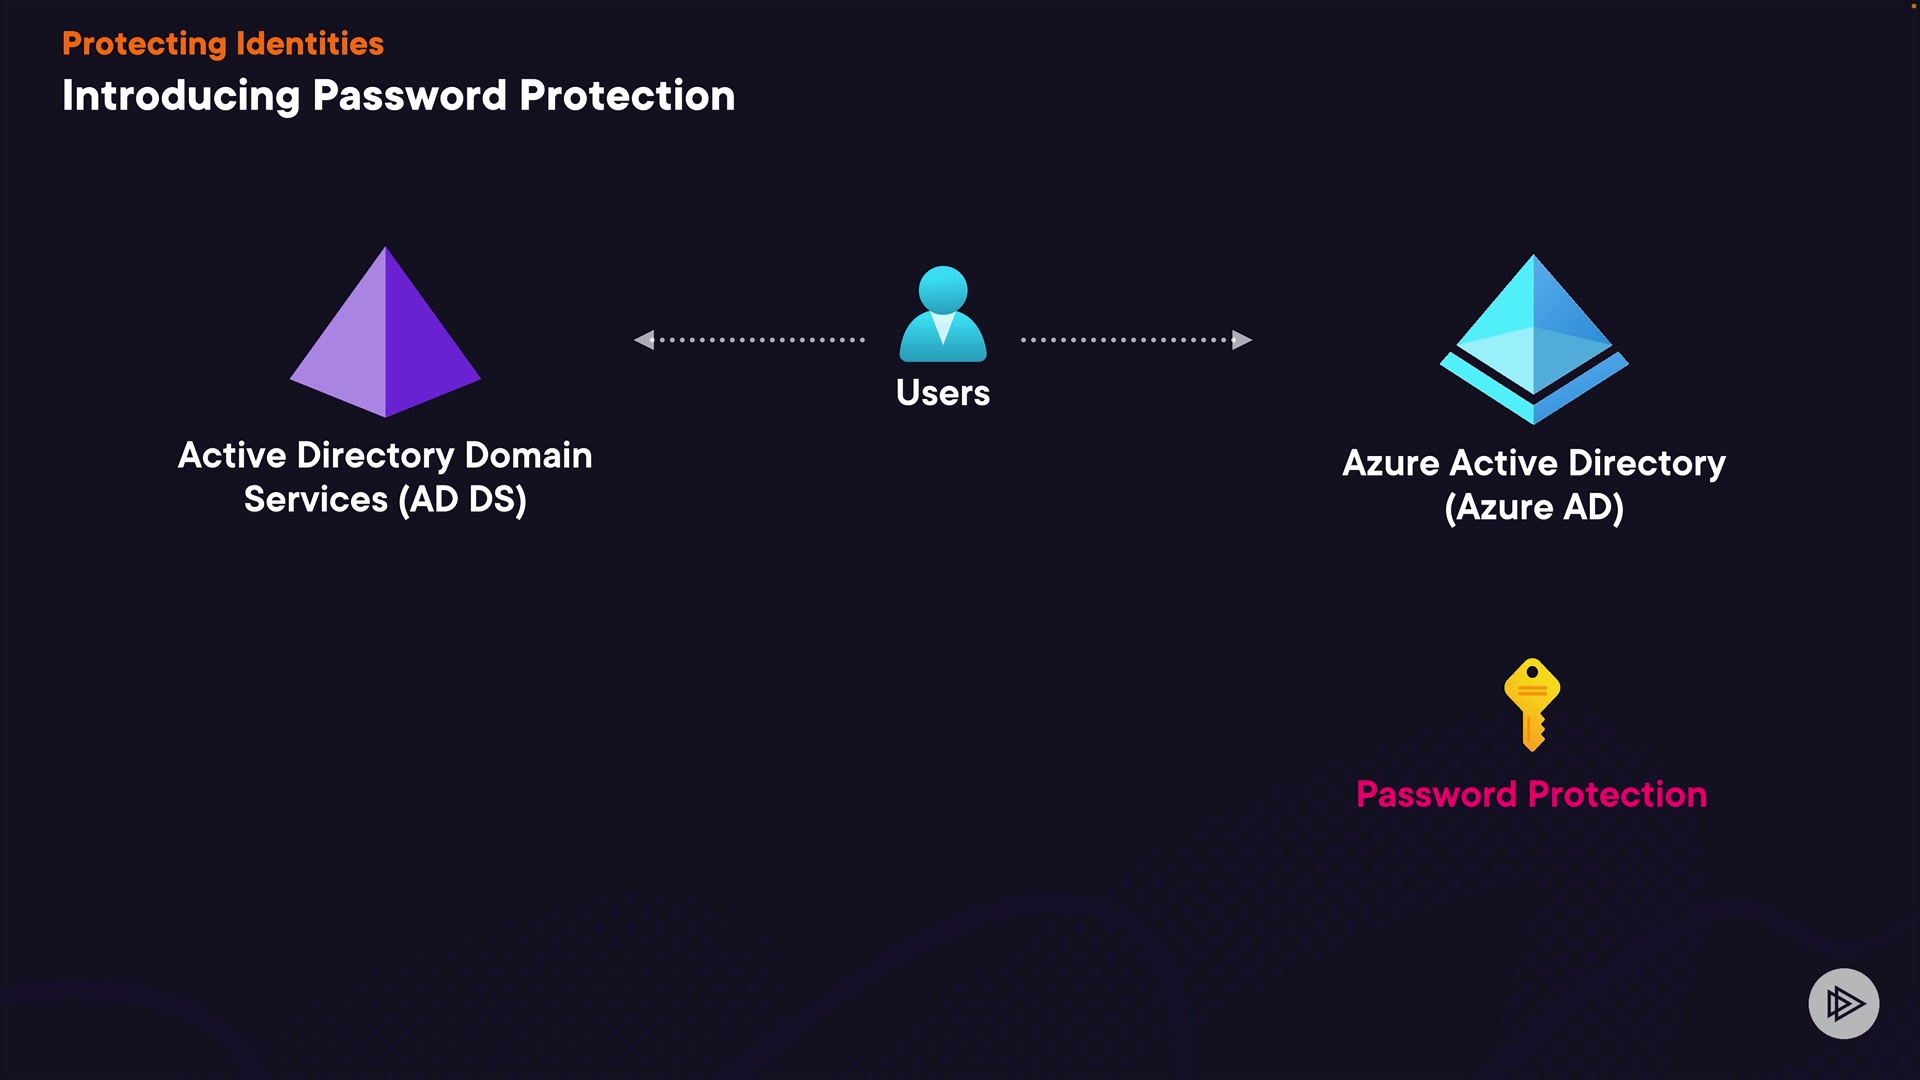 Protecting Identities
Introducing Password Protection
Users
Active Directory Domain
Services (AD DS)
Azure Active Directory
(Azure AD)
Password Protection